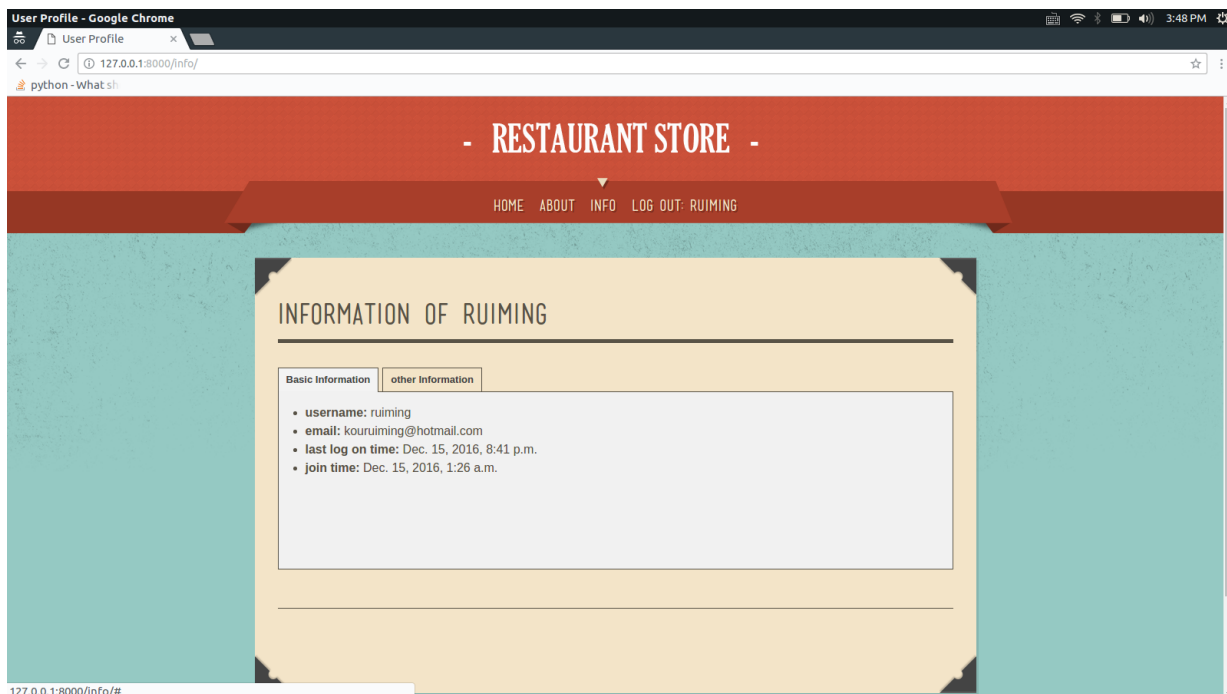 User Profile - Google Chrome
3:48 PM
User Profile
127.0.0.1:8000/info/
python - What sh
- RESTAURANT STORE -
HOME ABOUT INFO LOG OUT: RUIMING
INFORMATION OF RUIMING
Basic Information other Information
username: ruiming
email: kouruiming@hotmail.com
last log on time: Dec. 15, 2016, 8:41 p.m.
join time: Dec. 15, 2016, 1:26 a.m.
127.0.0.1:8000/info/#